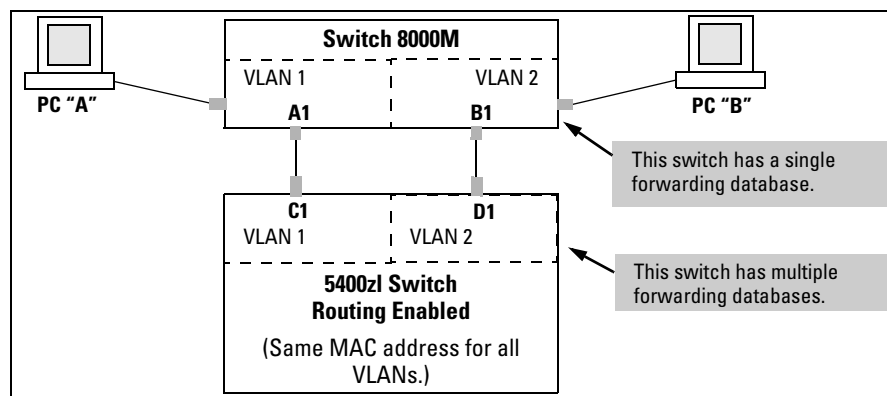 Switch 8000M
VLAN 1
VLAN 2
PC “A”
A1
B1
PC “B”
This switch has a single
forwarding database.
C1
D1
VLAN 1
VLAN 2
This switch has multiple
forwarding databases.
5400zl Switch
Routing Enabled
(Same MAC address for all
VLANs.)